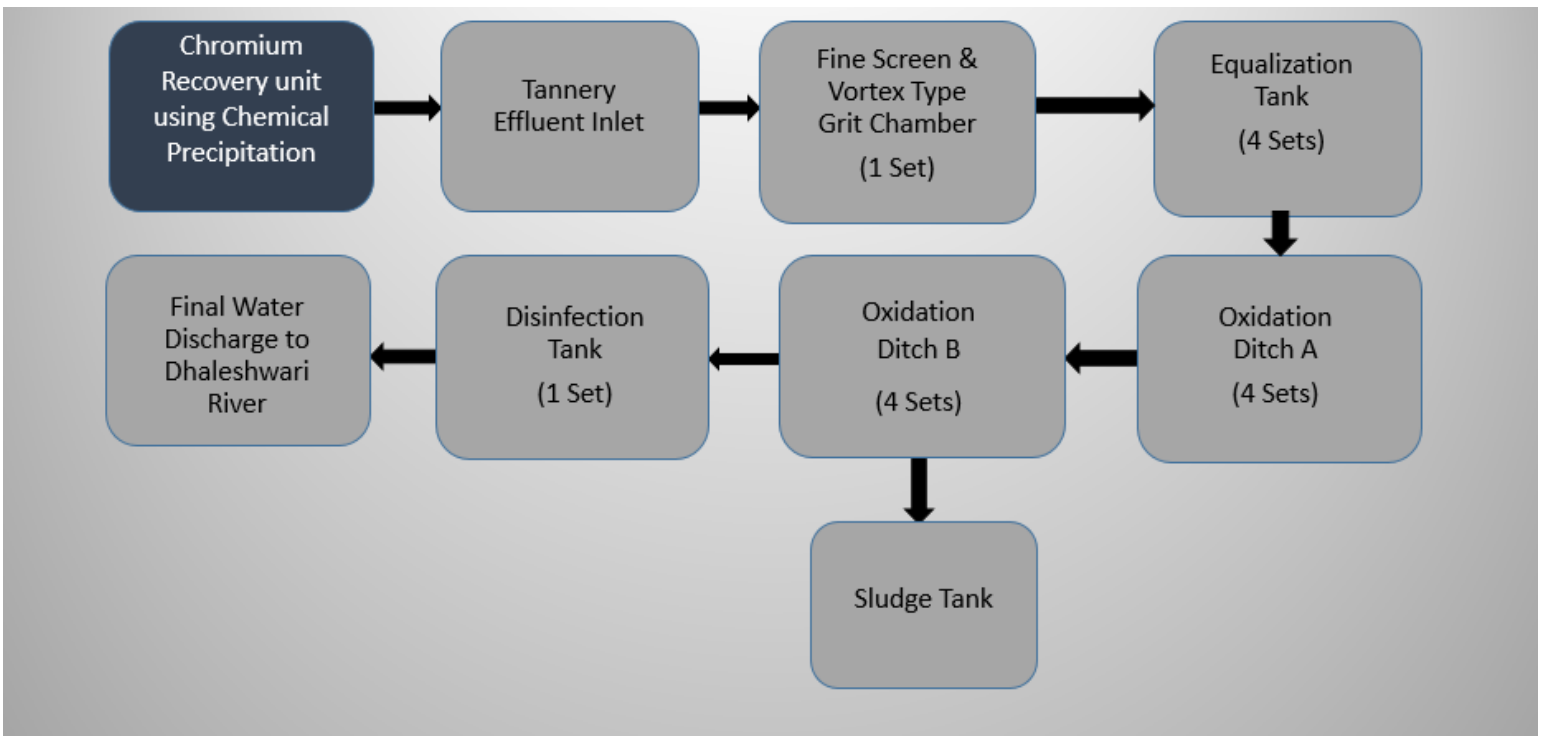 Chromium
Recovery unit
using Chemical
Precipitation
Tannery
Effluent Inlet
Fine Screen &
Vortex Type
Grit Chamber
(1 Set)
Equalization
Tank
(4 Sets)
Final Water
Discharge to
Dhaleshwari
River
Disinfection
Tank
(1 Set)
Oxidation
Ditch B
(4 Sets)
Oxidation
Ditch A
(4 Sets)
Sludge Tank